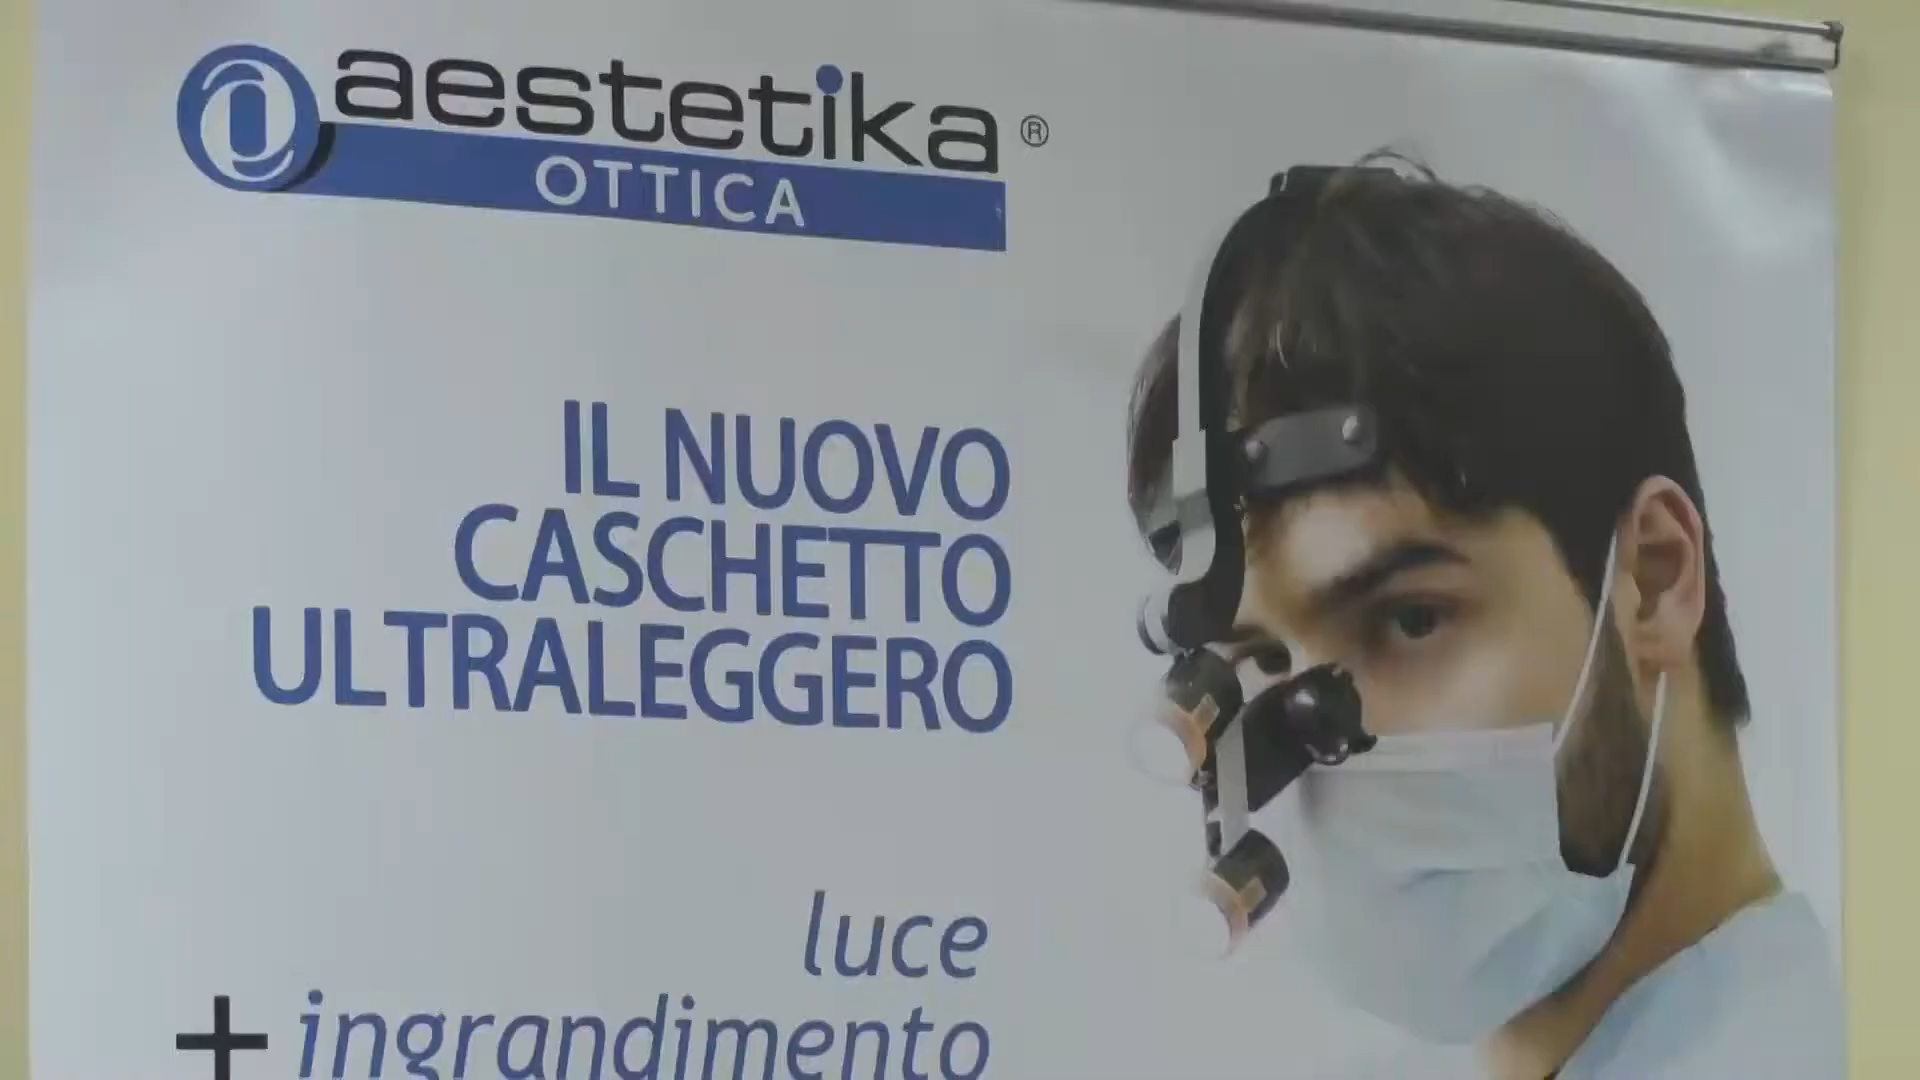 aestetika®
OTTICA
IL NUOVO
CASCHETTO
ULTRALEGGERO
luce
+ ingrandimento